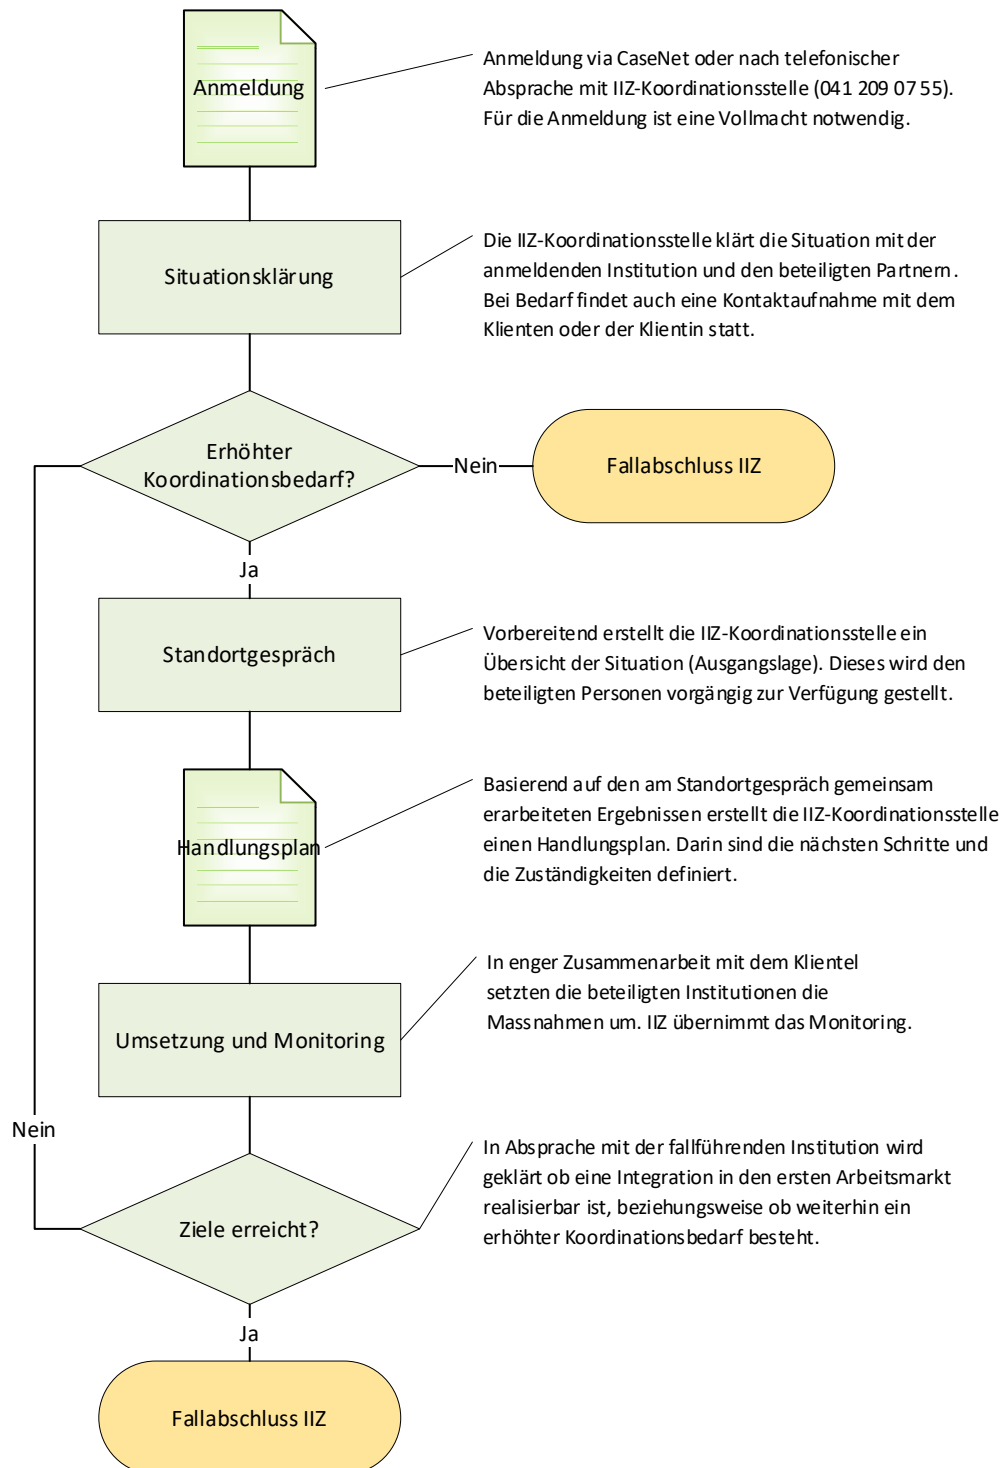 Anmeldung
Anmeldung via CaseNet oder nach telefonischer
Absprache mit IIZ-Koordinationsstelle (041 209 07 55).
Für die Anmeldung ist eine Vollmacht notwendig.
Situationsklärung
Die IIZ-Koordinationsstelle klärt die Situation mit der
anmeldenden Institution und den beteiligten Partnern.
Bei Bedarf findet auch eine Kontaktaufnahme mit dem
Klienten oder der Klientin statt.
Erhöhter
Koordinationsbedarf?
Nein
Fallabschluss IIZ
Ja
Standortgespräch
Vorbereitend erstellt die IIZ-Koordinationsstelle ein
Übersicht der Situation (Ausgangslage). Dieses wird den
beteiligten Personen vorgängig zur Verfügung gestellt.
Handlungsplan
Basierend auf den am Standortgespräch gemeinsam
erarbeiteten Ergebnissen erstellt die IIZ-Koordinationsstelle
einen Handlungsplan. Darin sind die nächsten Schritte und
die Zuständigkeiten definiert.
Umsetzung und Monitoring
In enger Zusammenarbeit mit dem Klientel
setzten die beteiligten Institutionen die
Massnahmen um. IIZ übernimmt das Monitoring.
Nein
Ziele erreicht?
In Absprache mit der fallführenden Institution wird
geklärt ob eine Integration in den ersten Arbeitsmarkt
realisierbar ist, beziehungsweise ob weiterhin ein
erhöhter Koordinationsbedarf besteht.
Ja
Fallabschluss IIZ